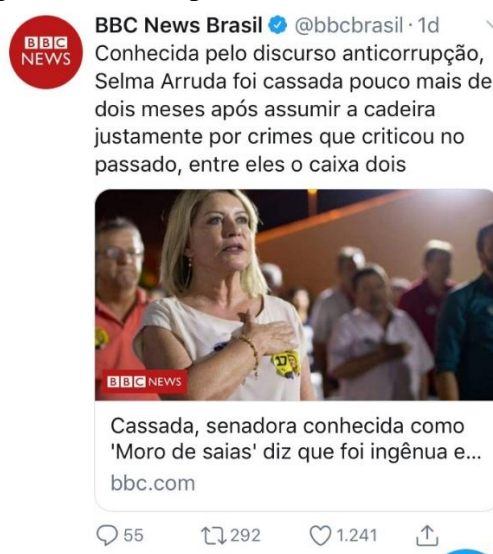 BBC
NEWS
BBC News Brasil @bbcbrasil · 1d
Conhecida pelo discurso anticorrupção,
Selma Arruda foi cassada pouco mais de
dois meses após assumir a cadeira
justamente por crimes que criticou no
passado, entre eles o caixa dois
17
BBC NEWS
Cassada, senadora conhecida como
'Moro de saias' diz que foi ingênua e...
bbc.com
55 292 1.241